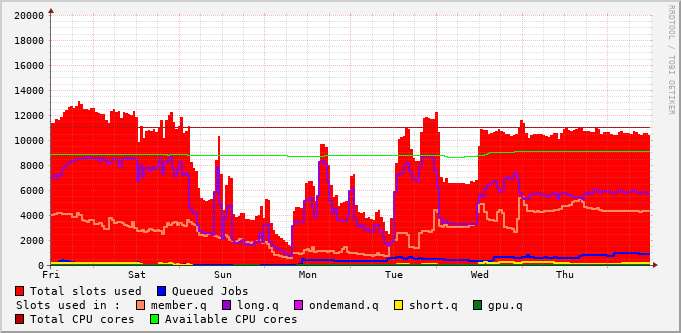 20000
18000
16000
14000
12000
10000
8000
6000
4000
2000
0
Fri Sat Sun Mon Tue Wed Thu
RRDTOOL / TOBI OETIKER
Total slots used Queued Jobs
Slots used in : member.q long.q ondemand.q short.q gpu.q
Total CPU cores Available CPU cores